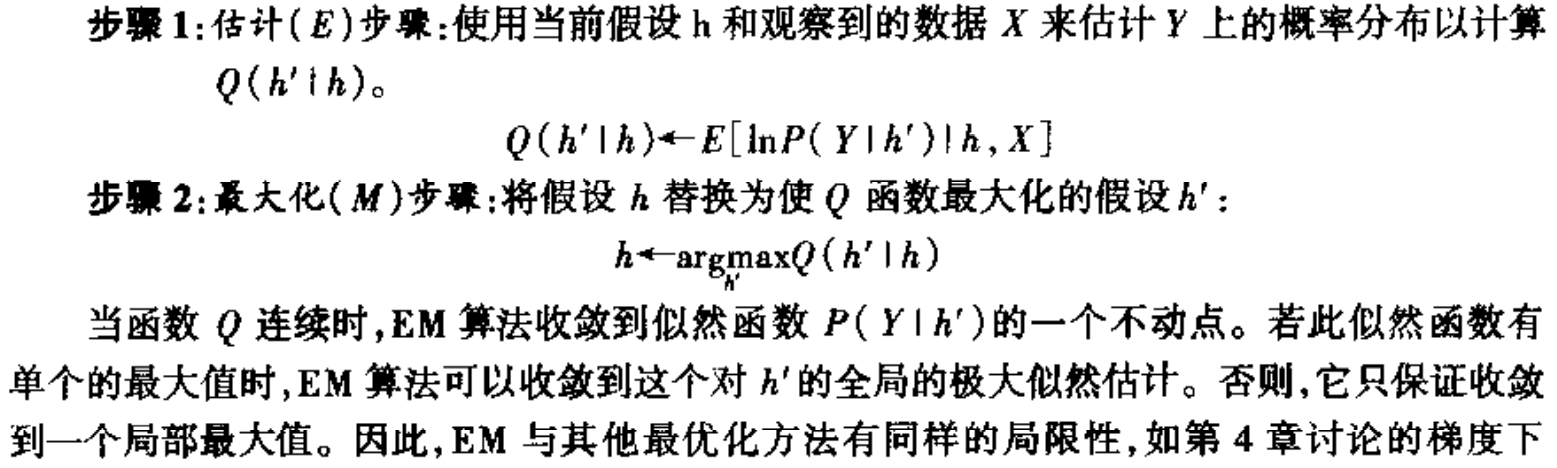 步骤1:估计(E)步骤:使用当前假设 h 和观察到的数据 X 来估计 Y 上的概率分布以计算
Q(h'|h)。
Q(h'|h)←E[lnP(Y|h')|h,X]
步骤2:最大化(M)步骤:将假设 h 替换为使 Q 函数最大化的假设 h':
h←argmaxQ(h'|h)
h'
当函数 Q 连续时,EM 算法收敛到似然函数 P(Y|h')的一个不动点。若此似然函数有
单个的最大值时,EM 算法可以收敛到这个对 h'的全局的极大似然估计。否则,它只保证收敛
到一个局部最大值。因此,EM 与其他最优化方法有同样的局限性,如第 4 章讨论的梯度下